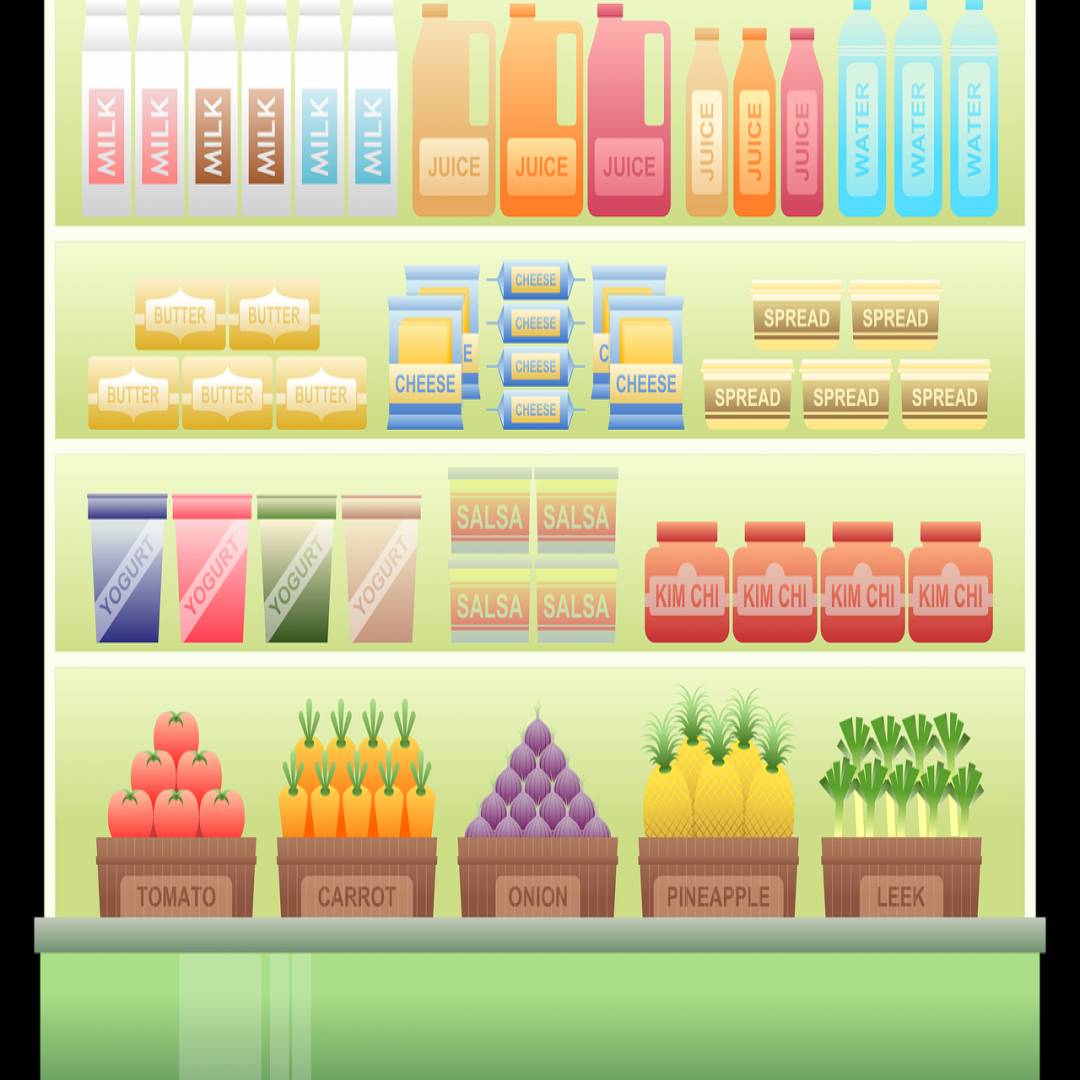 MILK MILK MILK MILK MILK MILK JUICE JUICE JUICE JUICE JUICE JUICE WATER WATER WATER
CHEESE
BUTTER BUTTER CHEESE SPREAD SPREAD
E CHEESE C
BUTTER BUTTER BUTTER CHEESE CHEESE CHEESE SPREAD SPREAD SPREAD
SALSA SALSA
YOGURT YOGURT YOGURT YOGURT SALSA SALSA KIM CHI KIM CHI KIM CHI KIM CHI
TOMATO CARROT ONION PINEAPPLE LEEK